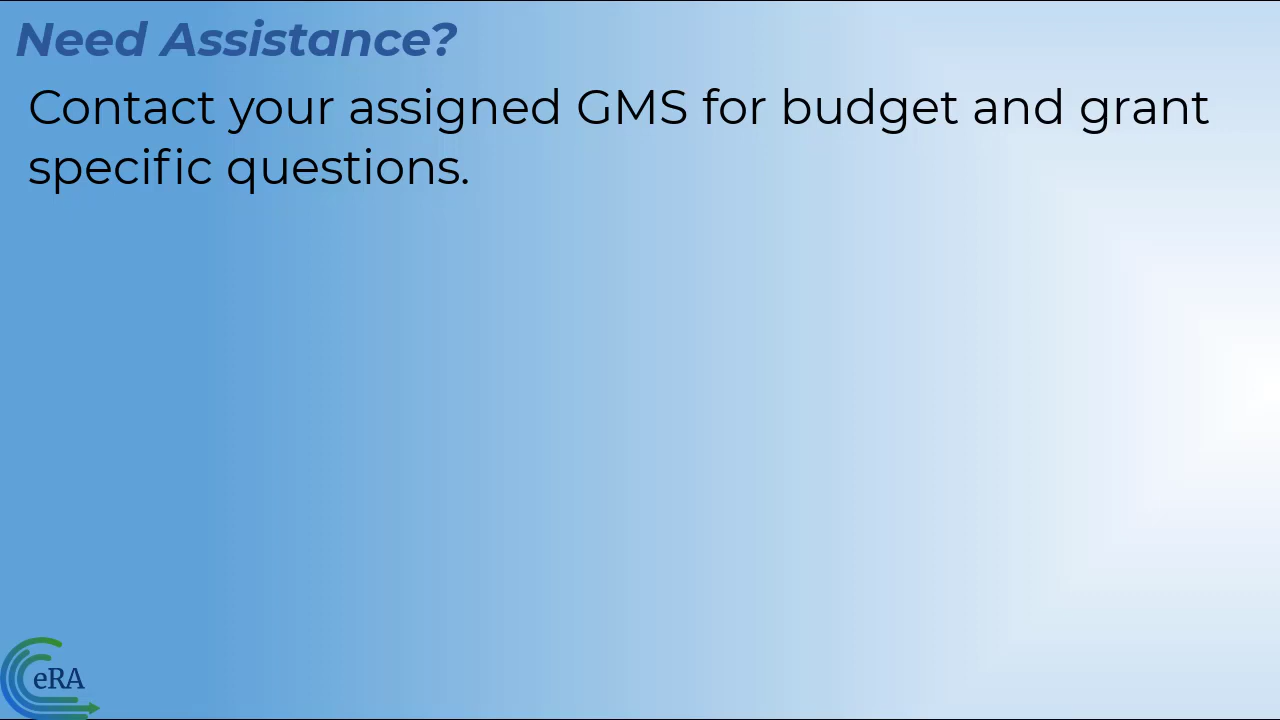 Need Assistance?
Contact your assigned GMS for budget and grant
specific questions.
eRA